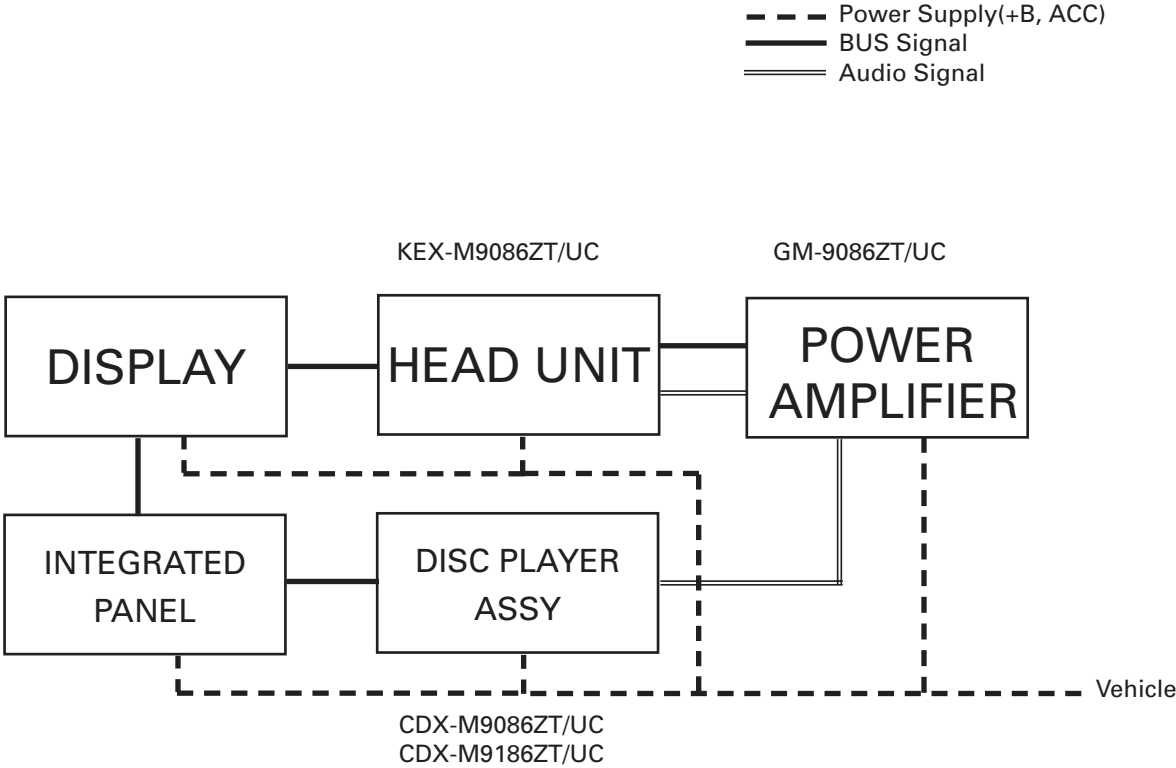 Power Supply(+B, ACC)
BUS Signal
Audio Signal
KEX-M9086ZT/UC
GM-9086ZT/UC
DISPLAY
HEAD UNIT
POWER
AMPLIFIER
INTEGRATED
PANEL
DISC PLAYER
ASSY
Vehicle
CDX-M9086ZT/UC
CDX-M9186ZT/UC